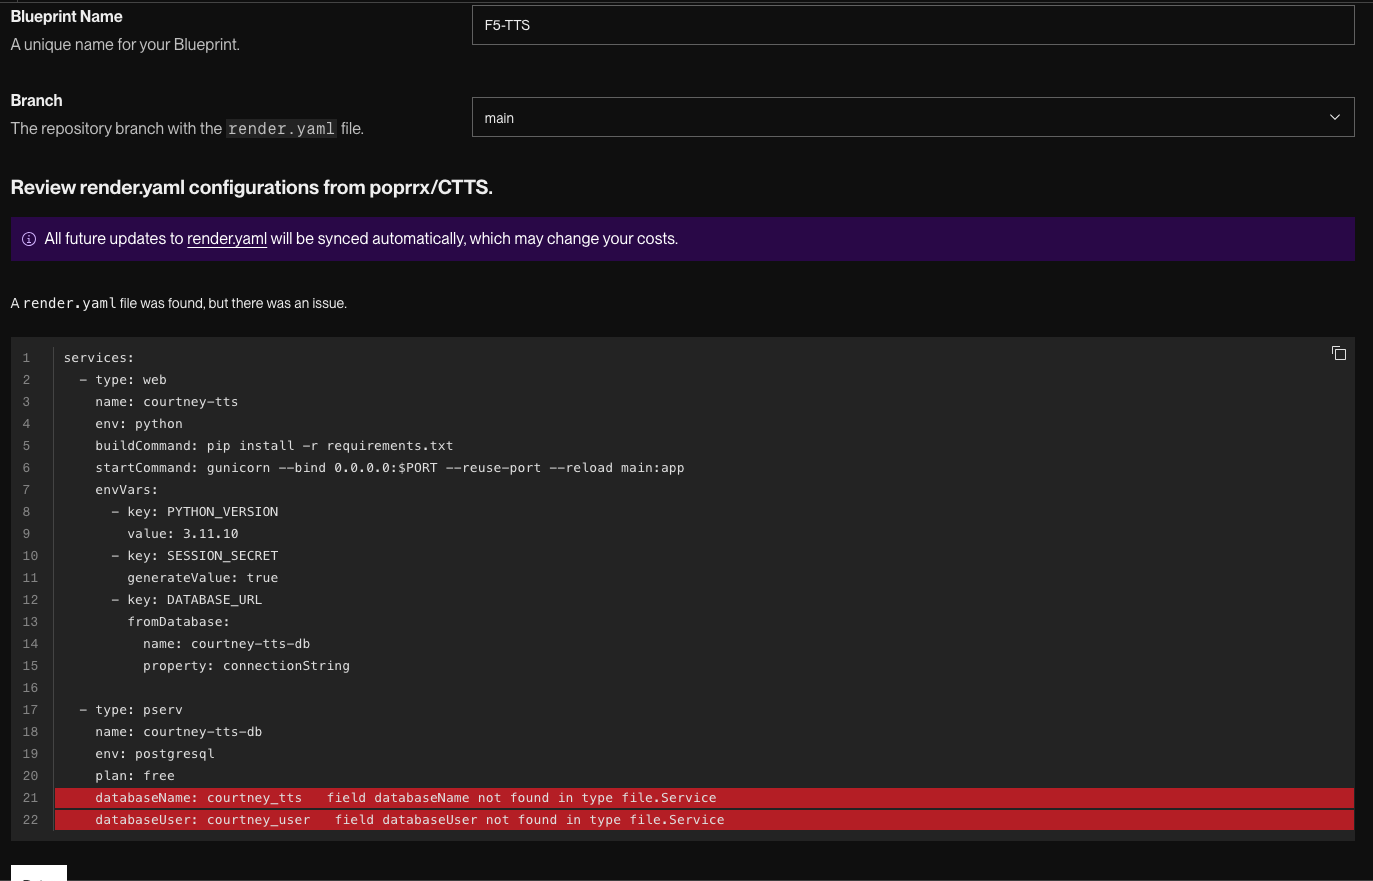 Blueprint Name
A unique name for your Blueprint.
F5-TTS
Branch
The repository branch with the render.yaml file.
main
Review render.yaml configurations from poprrx/CTTS.
All future updates to render.yaml will be synced automatically, which may change your costs.
A render.yaml file was found, but there was an issue.
1 services:
2   - type: web
3     name: courtney-tts
4     env: python
5     buildCommand: pip install -r requirements.txt
6     startCommand: gunicorn --bind 0.0.0.0:$PORT --reuse-port --reload main:app
7     envVars:
8       - key: PYTHON_VERSION
9         value: 3.11.10
10       - key: SESSION_SECRET
11         generateValue: true
12       - key: DATABASE_URL
13         fromDatabase:
14           name: courtney-tts-db
15           property: connectionString
16
17   - type: pserv
18     name: courtney-tts-db
19     env: postgresql
20     plan: free
21     databaseName: courtney_tts   field databaseName not found in type file.Service
22     databaseUser: courtney_user   field databaseUser not found in type file.Service